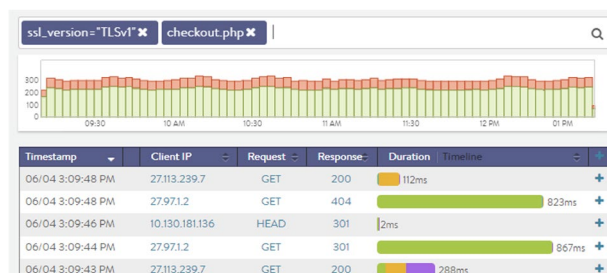 ssl_version="TLSv1"✖ checkout.php✖
300
200
100
0
09:30 10 AM 10:30 11 AM 11:30 12 PM 01 PM
Timestamp Client IP Request Response Duration Timeline
06/04 3:09:48 PM 27.113.239.7 GET 200 112ms
06/04 3:09:48 PM 27.97.1.2 GET 404 823ms
06/04 3:09:46 PM 10.130.181.136 HEAD 301 2ms
06/04 3:09:44 PM 27.97.1.2 GET 301 867ms
06/04 3:09:43 PM 27.113.239.7 GET 200 288ms